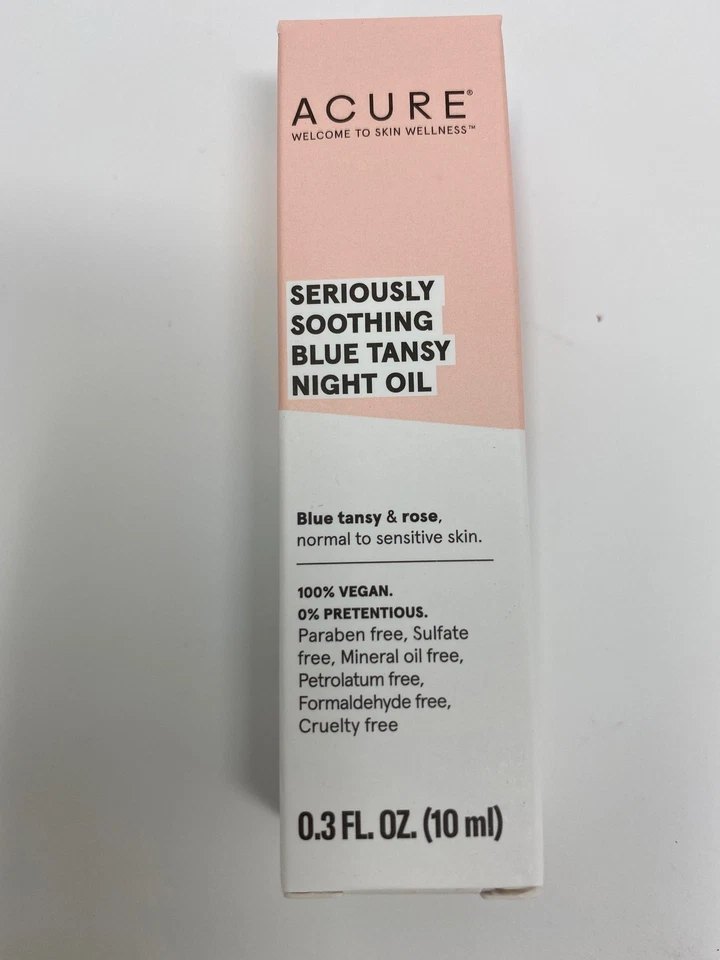 ACURE®
WELCOME TO SKIN WELLNESS™
SERIOUSLY
SOOTHING
BLUE TANSY
NIGHT OIL
Blue tansy & rose,
normal to sensitive skin.
100% VEGAN.
0% PRETENTIOUS.
Paraben free, Sulfate
free, Mineral oil free,
Petrolatum free,
Formaldehyde free,
Cruelty free
0.3 FL. OZ. (10 ml)